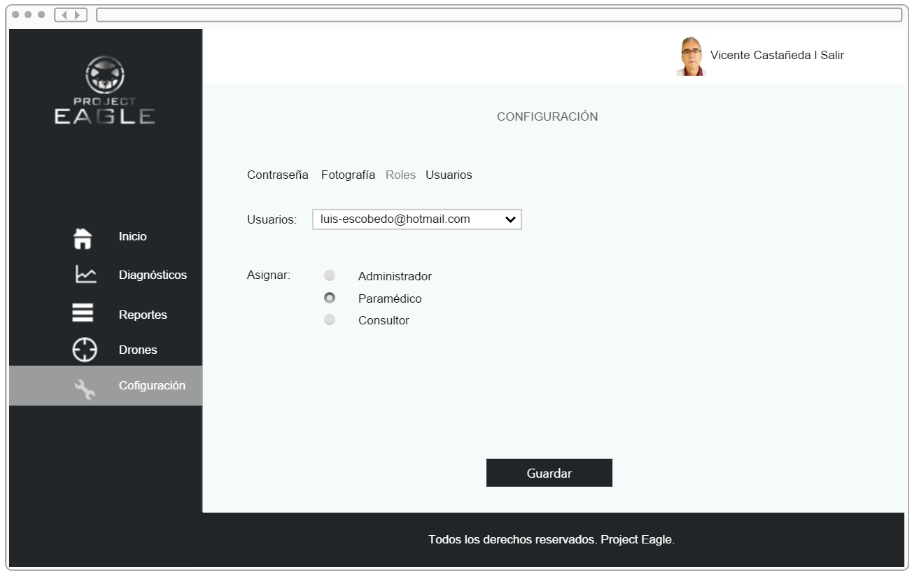 PROJECT
EAGLE
Vicente Castañeda I Salir
CONFIGURACIÓN
Contraseña Fotografía Roles Usuarios
Usuarios: luis-escobedo@hotmail.com
Asignar:
Administrador
Paramédico
Consultor
Inicio
Diagnósticos
Reportes
Drones
Cofiguración
Guardar
Todos los derechos reservados. Project Eagle.